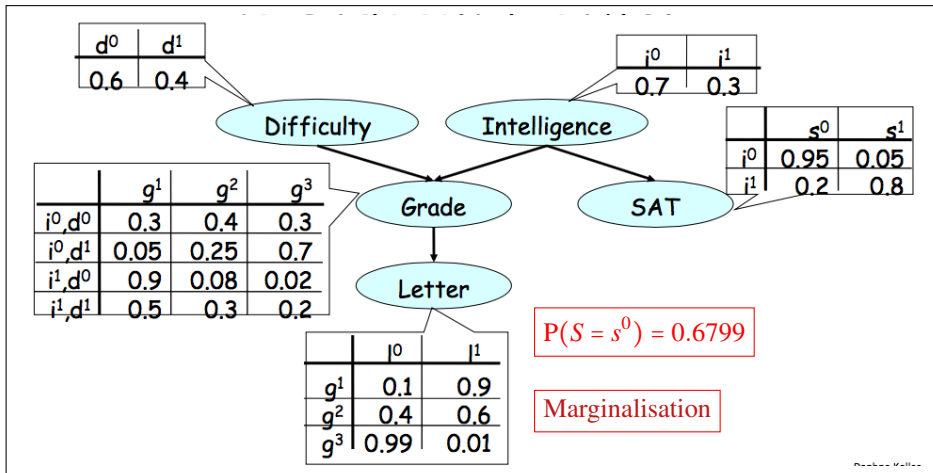 d⁰ d¹
0.6 0.4
i⁰ i¹
0.7 0.3
Difficulty
Intelligence
s⁰ s¹
i⁰ 0.95 0.05
i¹ 0.2 0.8
g¹ g² g³
i⁰,d⁰ 0.3 0.4 0.3
i⁰,d¹ 0.05 0.25 0.7
i¹,d⁰ 0.9 0.08 0.02
i¹,d¹ 0.5 0.3 0.2
Grade
SAT
Letter
l⁰ l¹
g¹ 0.1 0.9
g² 0.4 0.6
g³ 0.99 0.01
P(S = s⁰) = 0.6799
Marginalisation